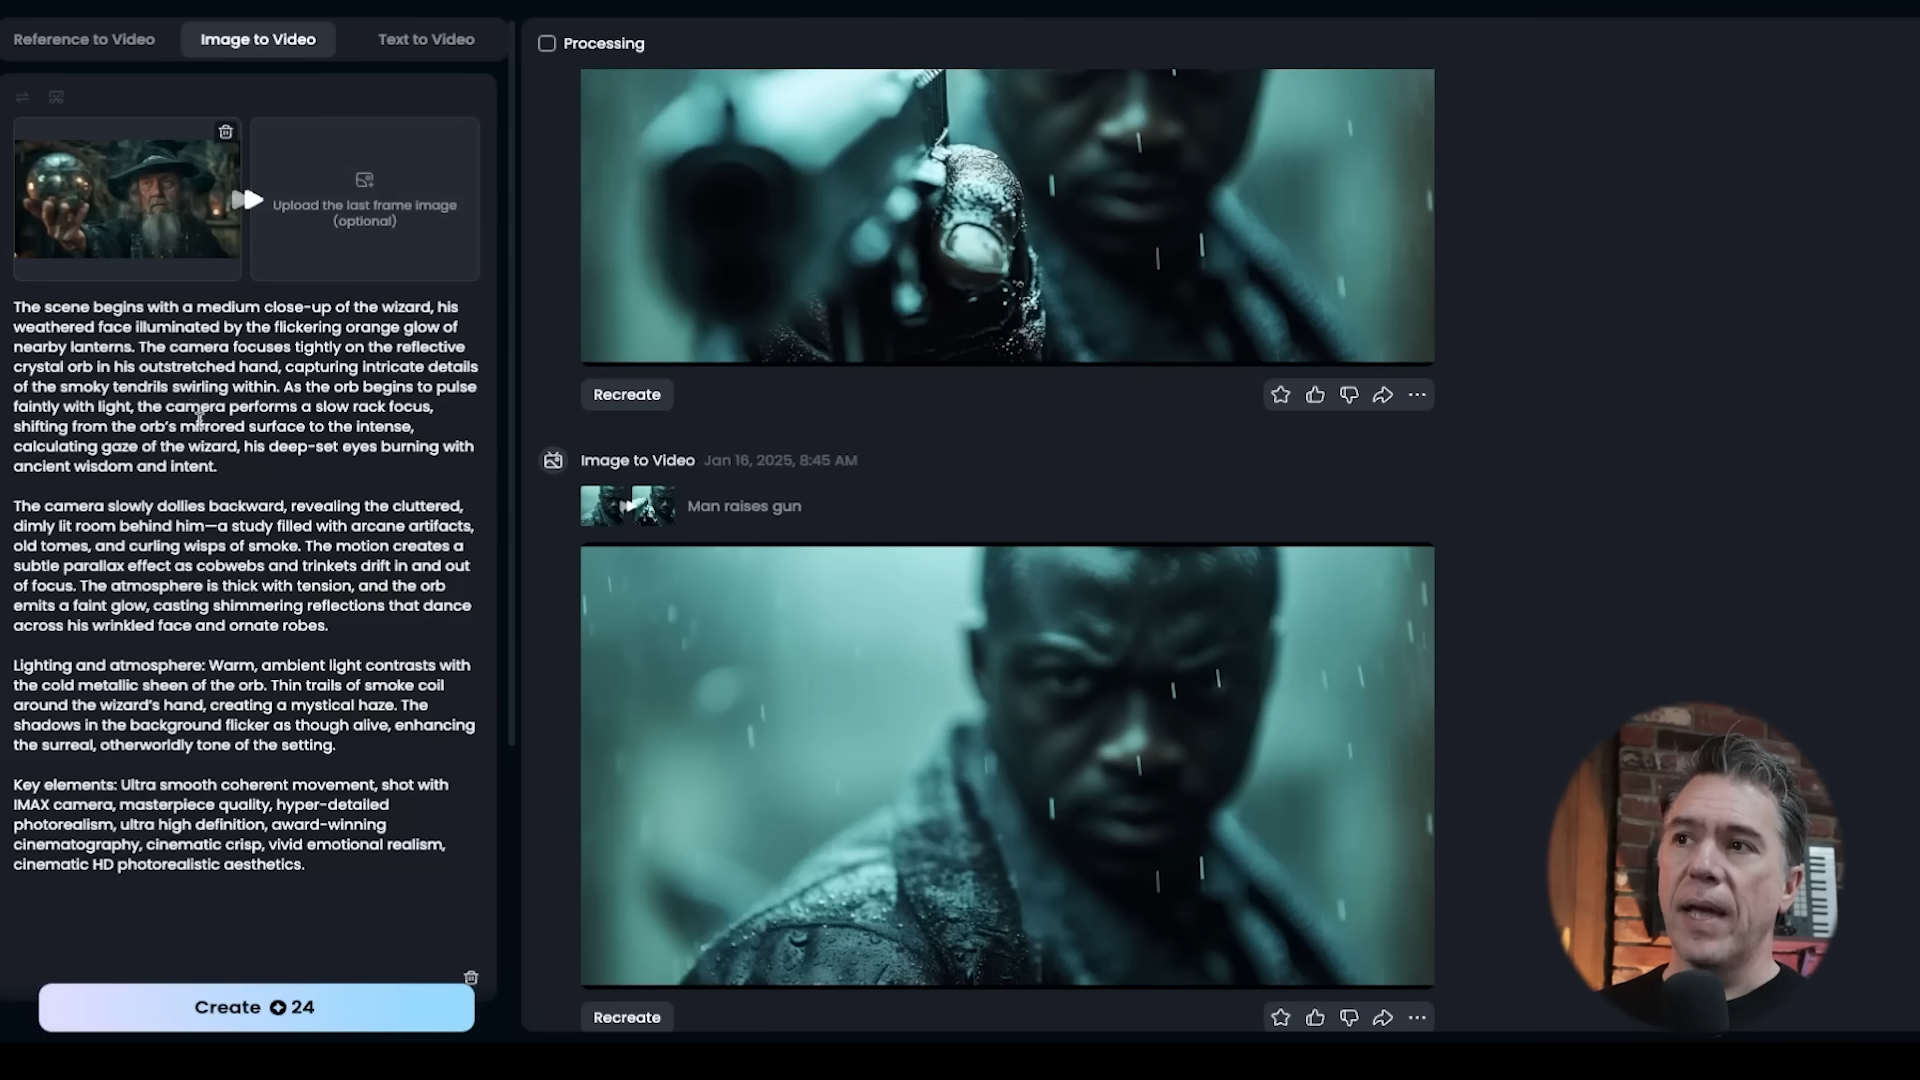 Reference to Video
Image to Video
Text to Video
Upload the last frame image
(optional)
The scene begins with a medium close-up of the wizard, his
weathered face illuminated by the flickering orange glow of
nearby lanterns. The camera focuses tightly on the reflective
crystal orb in his outstretched hand, capturing intricate details
of the smoky tendrils swirling within. As the orb begins to pulse
faintly with light, the camera performs a slow rack focus,
shifting from the orb's mirrored surface to the intense,
calculating gaze of the wizard, his deep-set eyes burning with
ancient wisdom and intent.
The camera slowly dollies backward, revealing the cluttered,
dimly lit room behind him—a study filled with arcane artifacts,
old tomes, and curling wisps of smoke. The motion creates a
subtle parallax effect as cobwebs and trinkets drift in and out
of focus. The atmosphere is thick with tension, and the orb
emits a faint glow, casting shimmering reflections that dance
across his wrinkled face and ornate robes.
Lighting and atmosphere: Warm, ambient light contrasts with
the cold metallic sheen of the orb. Thin trails of smoke coil
around the wizard's hand, creating a mystical haze. The
shadows in the background flicker as though alive, enhancing
the surreal, otherworldly tone of the setting.
Key elements: Ultra smooth coherent movement, shot with
IMAX camera, masterpiece quality, hyper-detailed
photorealism, ultra high definition, award-winning
cinematography, cinematic crisp, vivid emotional realism,
cinematic HD photorealistic aesthetics.
Create 24
Processing
Recreate
Image to Video Jan 16, 2025, 8:45 AM
Man raises gun
Recreate